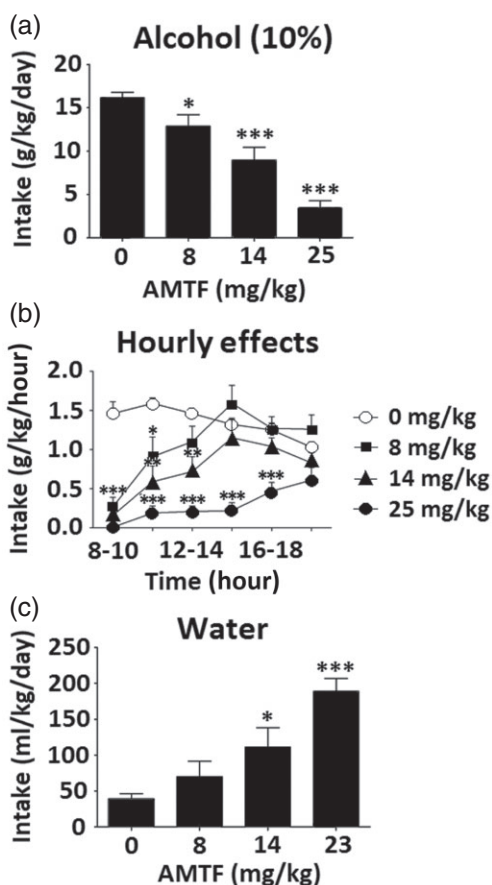 (a)
Alcohol (10%)
Intake (g/kg/day)
20
15
10
5
0
*
***
***
0 8 14 25
AMTF (mg/kg)
(b)
Hourly effects
Intake (g/kg/hour)
2.0
1.5
1.0
0.5
0.0
***
*
**
***
**
***
***
***
8-10 12-14 16-18
Time (hour)
0 mg/kg
8 mg/kg
14 mg/kg
25 mg/kg
(c)
Water
Intake (ml/kg/day)
250
200
150
100
50
0
*
***
0 8 14 23
AMTF (mg/kg)